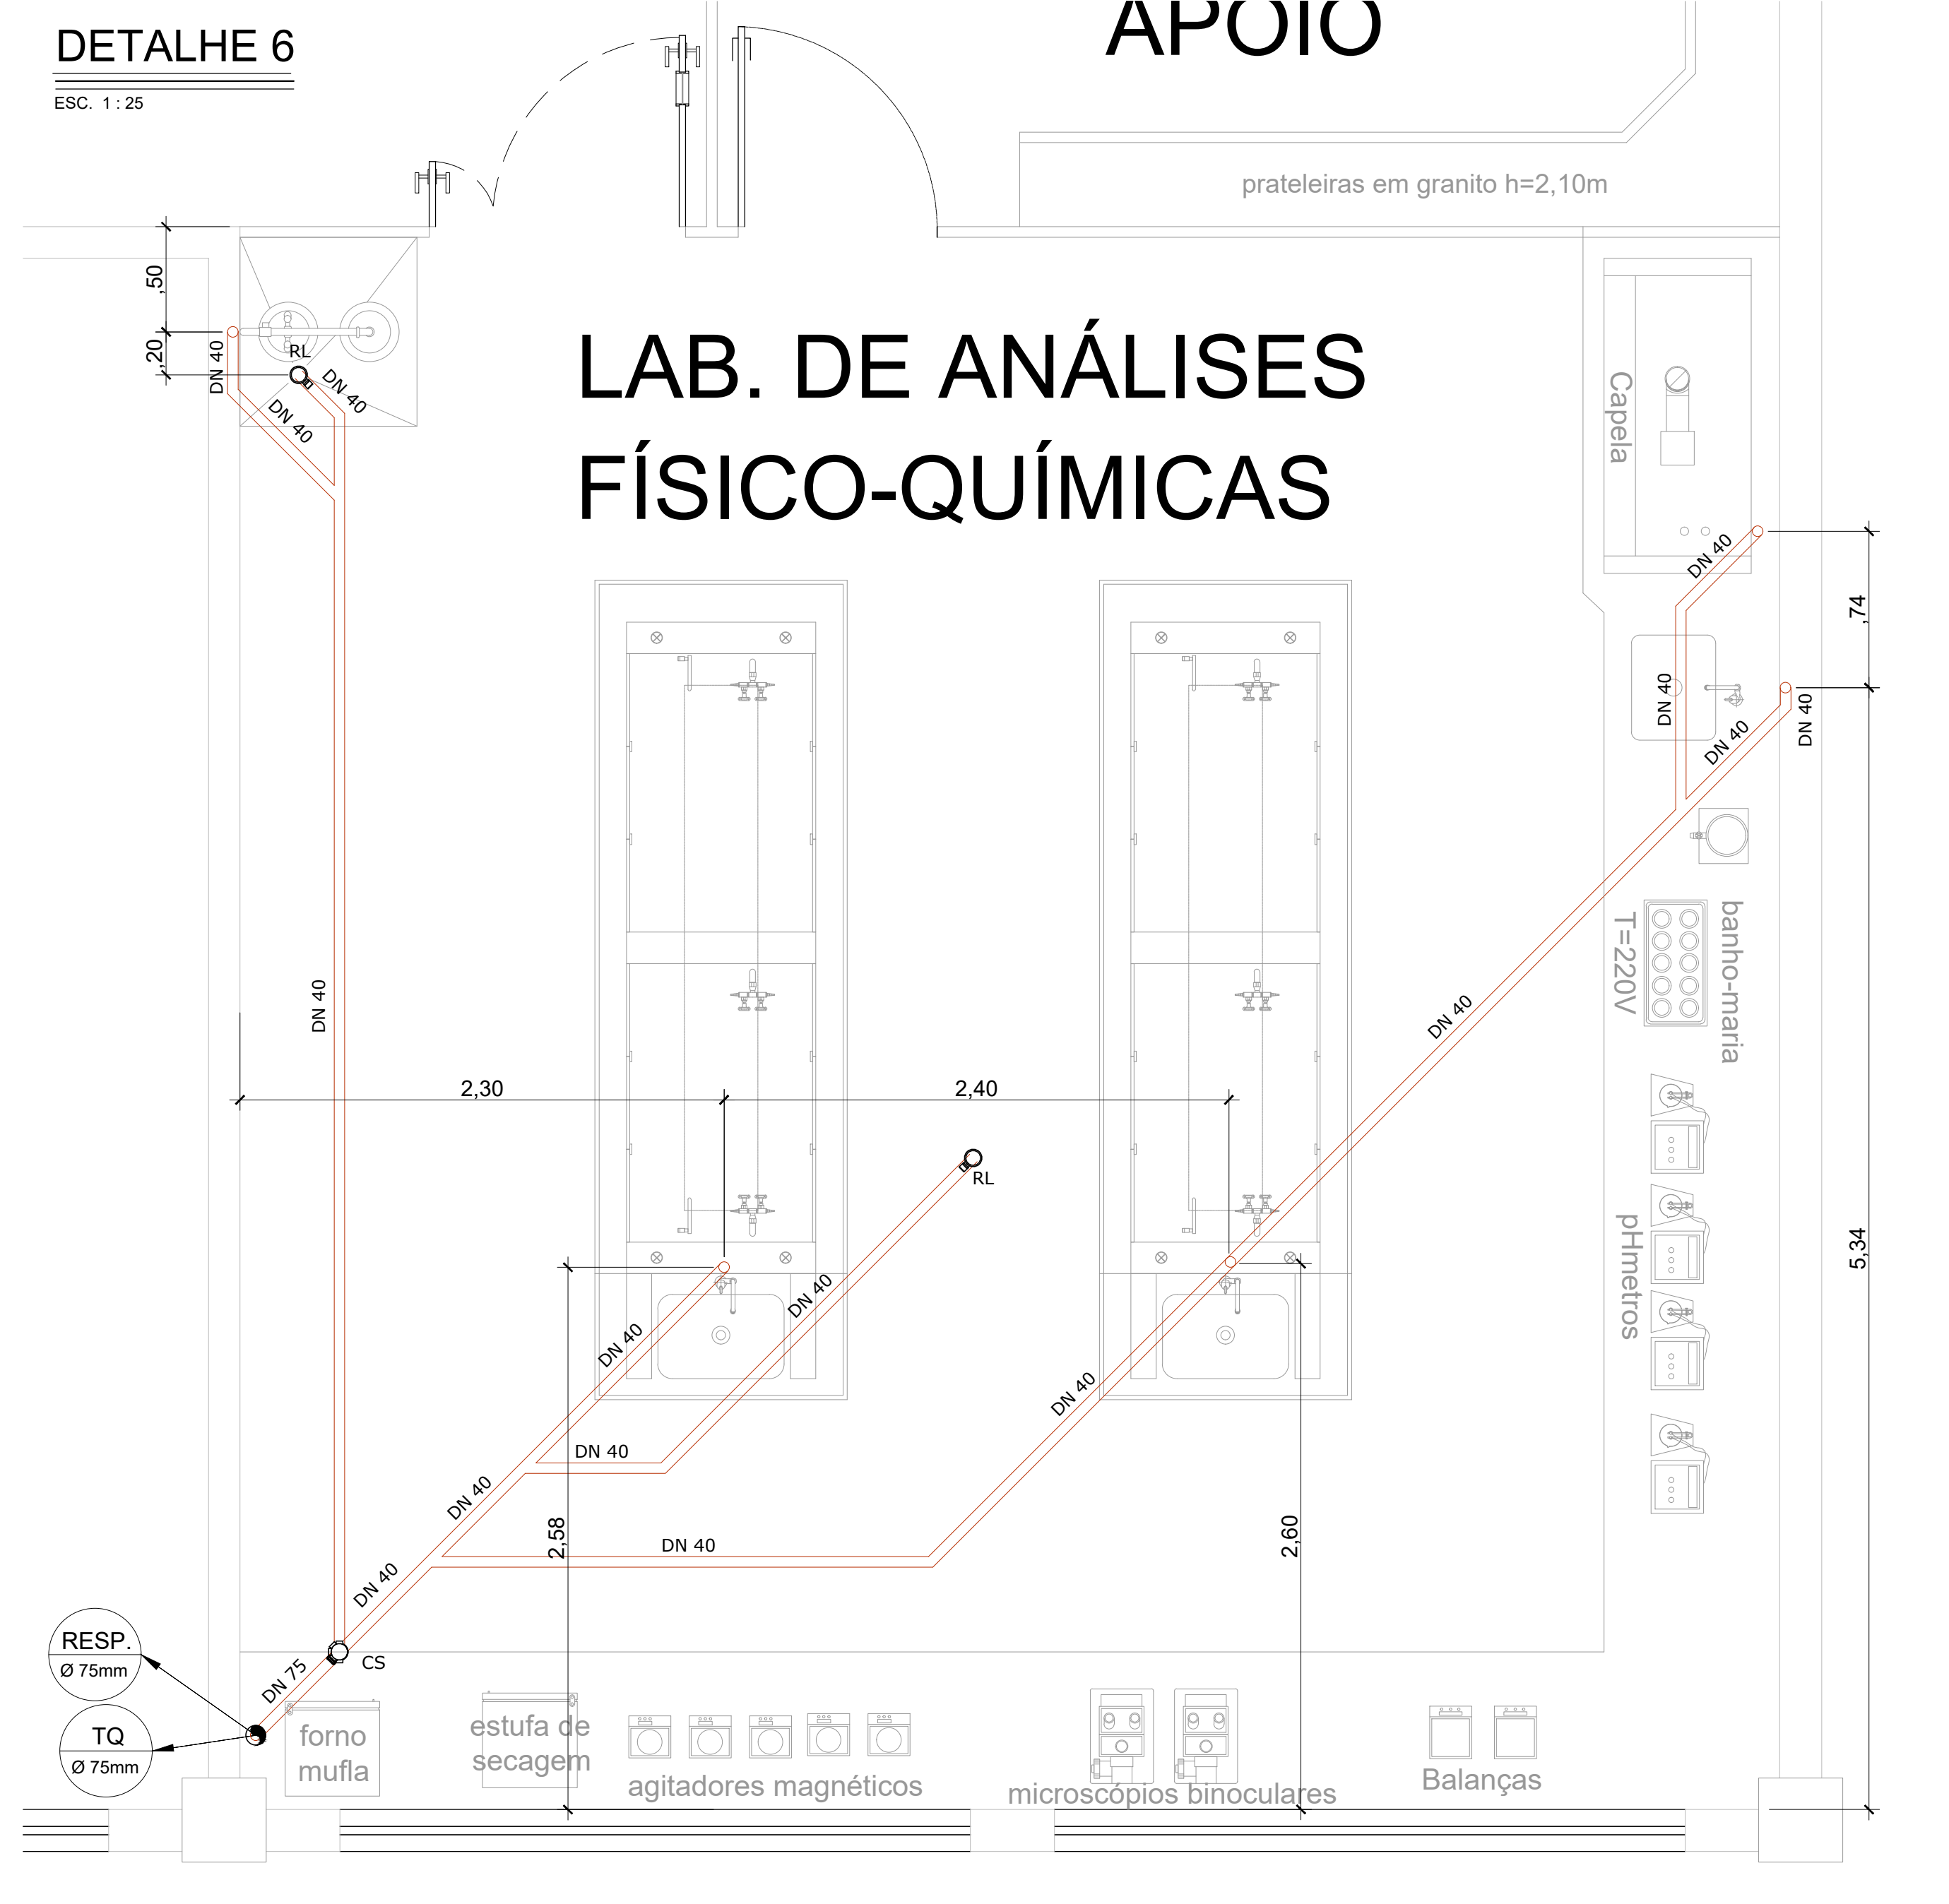 APOIO
DETALHE 6
ESC. 1 : 25
prateleiras em granito h=2,10m
,50
,20
DN 40
RL
DN 40
DN 40
LAB. DE ANÁLISES
FÍSICO-QUÍMICAS
Capela
DN 40
,74
DN 40
DN 40
DN 40
banho-maria
T=220V
DN 40
DN 40
2,30
2,40
RL
pHmetros
5,34
DN 40
DN 40
DN 40
DN 40
DN 40
2,58
2,60
DN 40
DN 40
RESP.
Ø 75mm
CS
DN 75
TQ
Ø 75mm
forno
mufla
estufa de
secagem
agitadores magnéticos
microscópios binoculares
Balanças